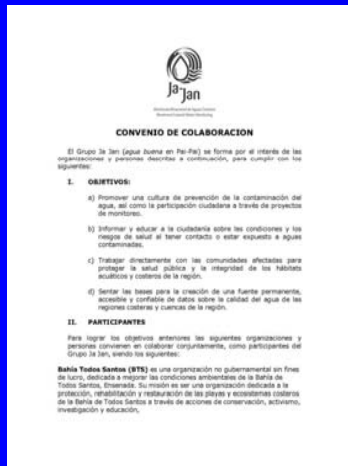 Ja-Jan
CONVENIO DE COLABORACION
El Grupo Ja Jan (agua buena en Pai-Pai) se forma por el interés de las
organizaciones y personas descritas a continuación, para cumplir con los
siguientes:
I. OBJETIVOS:
a) Promover una cultura de prevención de la contaminación del
agua, así como la participación ciudadana a través de proyectos
de monitoreo.
b) Informar y educar a la ciudadanía sobre las condiciones y los
riesgos de salud al tener contacto o estar expuesto a aguas
contaminadas.
c) Trabajar directamente con las comunidades afectadas para
proteger la salud pública y la integridad de los hábitats
acuáticos y costeros de la región.
d) Sentar las bases para la creación de una fuente permanente,
accesible y confiable de datos sobre la calidad del agua de las
regiones costeras y cuencas de la región.
II. PARTICIPANTES
Para lograr los objetivos anteriores las siguientes organizaciones y
personas convienen en colaborar conjuntamente, como participantes del
Grupo Ja Jan, siendo los siguientes:
Bahía Todos Santos (BTS) es una organización no gubernamental sin fines
de lucro, dedicada a mejorar las condiciones ambientales de la Bahía de
Todos Santos, Ensenada. Su misión es ser una organización dedicada a la
protección, rehabilitación y restauración de las playas y ecosistemas costeros
de la Bahía de Todos Santos a través de acciones de conservación, activismo,
investigación y educación,